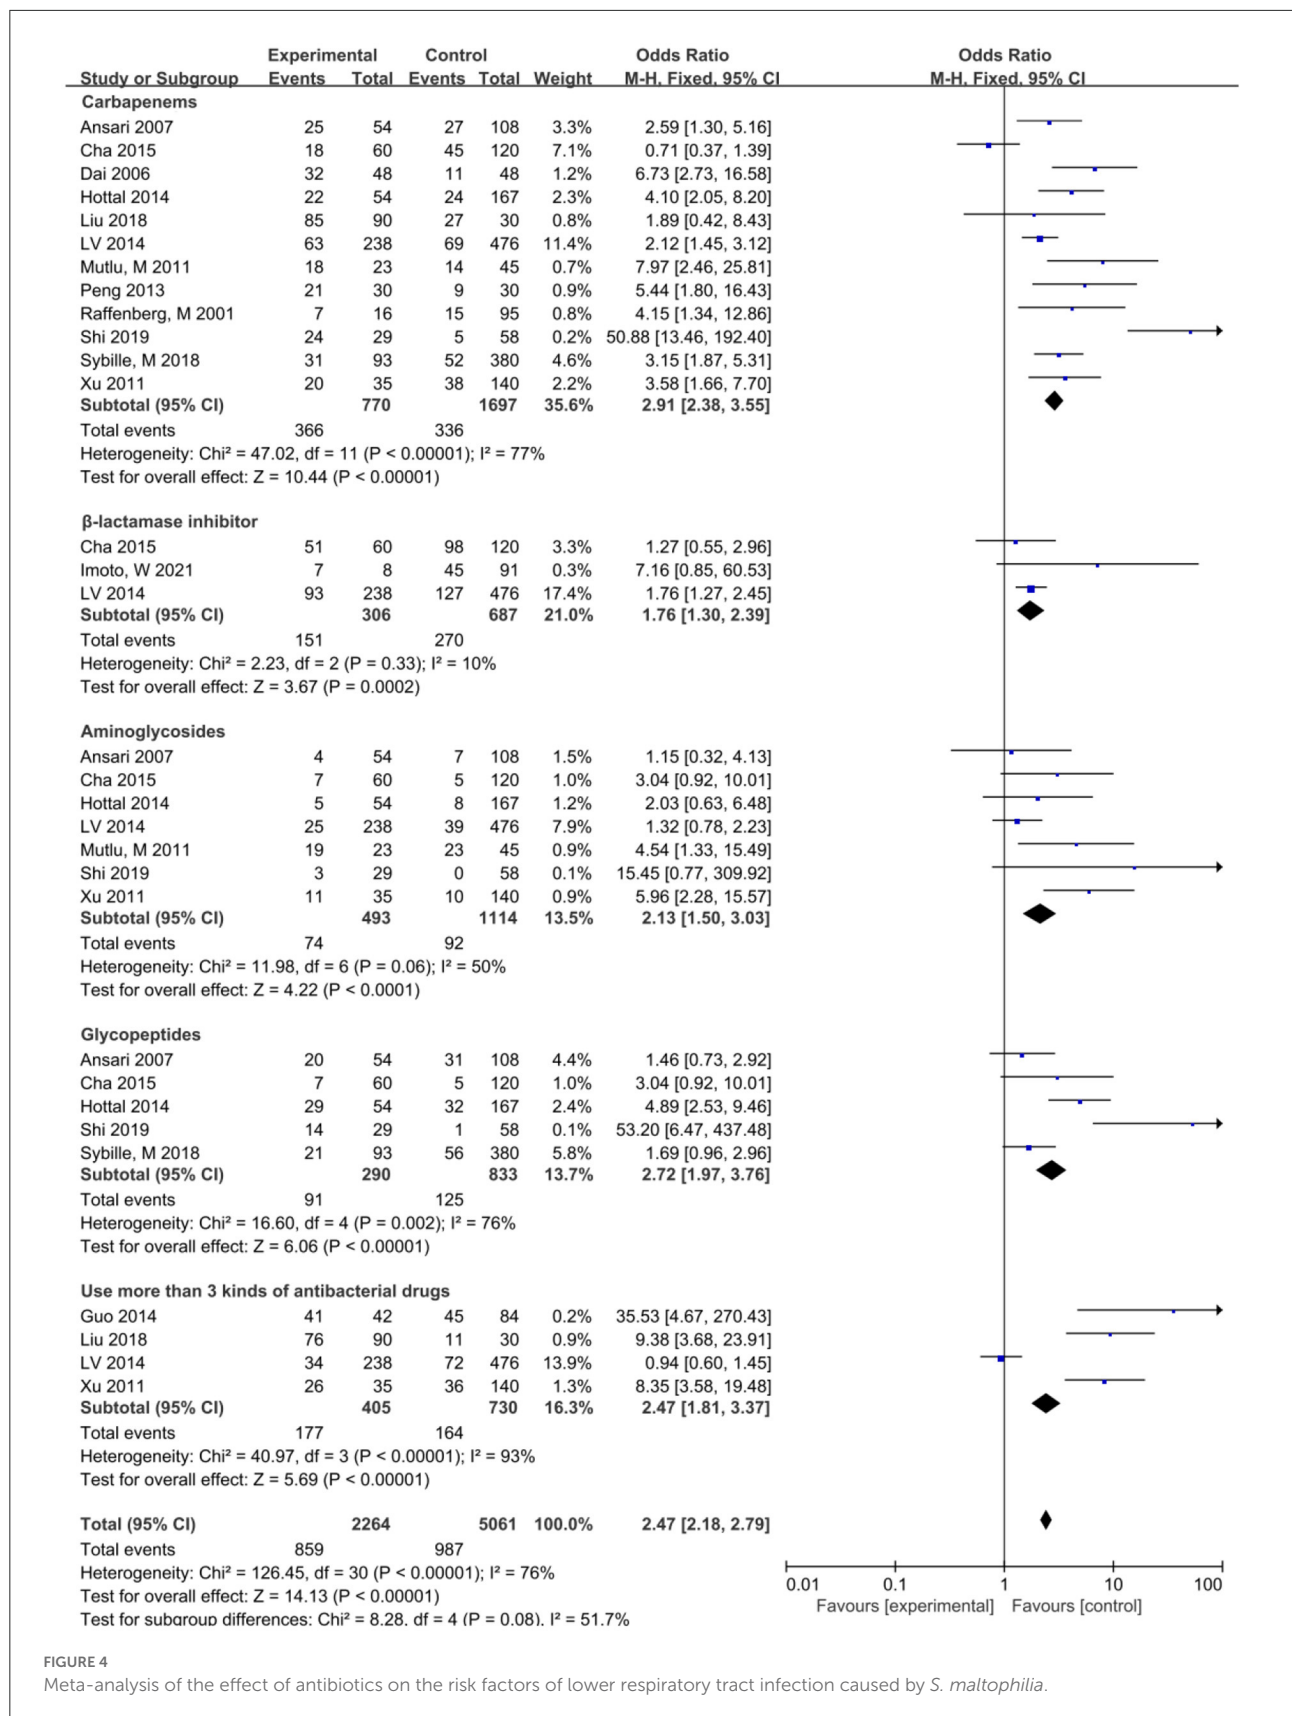 Experimental Control Odds Ratio Odds Ratio
Study or Subgroup Events Total Events Total Weight M-H, Fixed, 95% CI M-H, Fixed, 95% CI
Carbapenems
Ansari 2007 25 54 27 108 3.3% 2.59 [1.30, 5.16]
Cha 2015 18 60 45 120 7.1% 0.71 [0.37, 1.39]
Dai 2006 32 48 11 48 1.2% 6.73 [2.73, 16.58]
Hottal 2014 22 54 24 167 2.3% 4.10 [2.05, 8.20]
Liu 2018 85 90 27 30 0.8% 1.89 [0.42, 8.43]
LV 2014 63 238 69 476 11.4% 2.12 [1.45, 3.12]
Mutlu, M 2011 18 23 14 45 0.7% 7.97 [2.46, 25.81]
Peng 2013 21 30 9 30 0.9% 5.44 [1.80, 16.43]
Raffenberg, M 2001 7 16 15 95 0.8% 4.15 [1.34, 12.86]
Shi 2019 24 29 5 58 0.2% 50.88 [13.46, 192.40]
Sybille, M 2018 31 93 52 380 4.6% 3.15 [1.87, 5.31]
Xu 2011 20 35 38 140 2.2% 3.58 [1.66, 7.70]
Subtotal (95% CI) 770 1697 35.6% 2.91 [2.38, 3.55]
Total events 366 336
Heterogeneity: Chi² = 47.02, df = 11 (P < 0.00001); I² = 77%
Test for overall effect: Z = 10.44 (P < 0.00001)
β-lactamase inhibitor
Cha 2015 51 60 98 120 3.3% 1.27 [0.55, 2.96]
Imoto, W 2021 7 8 45 91 0.3% 7.16 [0.85, 60.53]
LV 2014 93 238 127 476 17.4% 1.76 [1.27, 2.45]
Subtotal (95% CI) 306 687 21.0% 1.76 [1.30, 2.39]
Total events 151 270
Heterogeneity: Chi² = 2.23, df = 2 (P = 0.33); I² = 10%
Test for overall effect: Z = 3.67 (P = 0.0002)
Aminoglycosides
Ansari 2007 4 54 7 108 1.5% 1.15 [0.32, 4.13]
Cha 2015 7 60 5 120 1.0% 3.04 [0.92, 10.01]
Hottal 2014 5 54 8 167 1.2% 2.03 [0.63, 6.48]
LV 2014 25 238 39 476 7.9% 1.32 [0.78, 2.23]
Mutlu, M 2011 19 23 23 45 0.9% 4.54 [1.33, 15.49]
Shi 2019 3 29 0 58 0.1% 15.45 [0.77, 309.92]
Xu 2011 11 35 10 140 0.9% 5.96 [2.28, 15.57]
Subtotal (95% CI) 493 1114 13.5% 2.13 [1.50, 3.03]
Total events 74 92
Heterogeneity: Chi² = 11.98, df = 6 (P = 0.06); I² = 50%
Test for overall effect: Z = 4.22 (P < 0.0001)
Glycopeptides
Ansari 2007 20 54 31 108 4.4% 1.46 [0.73, 2.92]
Cha 2015 7 60 5 120 1.0% 3.04 [0.92, 10.01]
Hottal 2014 29 54 32 167 2.4% 4.89 [2.53, 9.46]
Shi 2019 14 29 1 58 0.1% 53.20 [6.47, 437.48]
Sybille, M 2018 21 93 56 380 5.8% 1.69 [0.96, 2.96]
Subtotal (95% CI) 290 833 13.7% 2.72 [1.97, 3.76]
Total events 91 125
Heterogeneity: Chi² = 16.60, df = 4 (P = 0.002); I² = 76%
Test for overall effect: Z = 6.06 (P < 0.00001)
Use more than 3 kinds of antibacterial drugs
Guo 2014 41 42 45 84 0.2% 35.53 [4.67, 270.43]
Liu 2018 76 90 11 30 0.9% 9.38 [3.68, 23.91]
LV 2014 34 238 72 476 13.9% 0.94 [0.60, 1.45]
Xu 2011 26 35 36 140 1.3% 8.35 [3.58, 19.48]
Subtotal (95% CI) 405 730 16.3% 2.47 [1.81, 3.37]
Total events 177 164
Heterogeneity: Chi² = 40.97, df = 3 (P < 0.00001); I² = 93%
Test for overall effect: Z = 5.69 (P < 0.00001)
Total (95% CI) 2264 5061 100.0% 2.47 [2.18, 2.79]
Total events 859 987
Heterogeneity: Chi² = 126.45, df = 30 (P < 0.00001); I² = 76%
Test for overall effect: Z = 14.13 (P < 0.00001)
Test for subgroup differences: Chi² = 8.28, df = 4 (P = 0.08), I² = 51.7%
0.01 0.1 1 10 100
Favours [experimental] Favours [control]
FIGURE 4
Meta-analysis of the effect of antibiotics on the risk factors of lower respiratory tract infection caused by S. maltophilia.